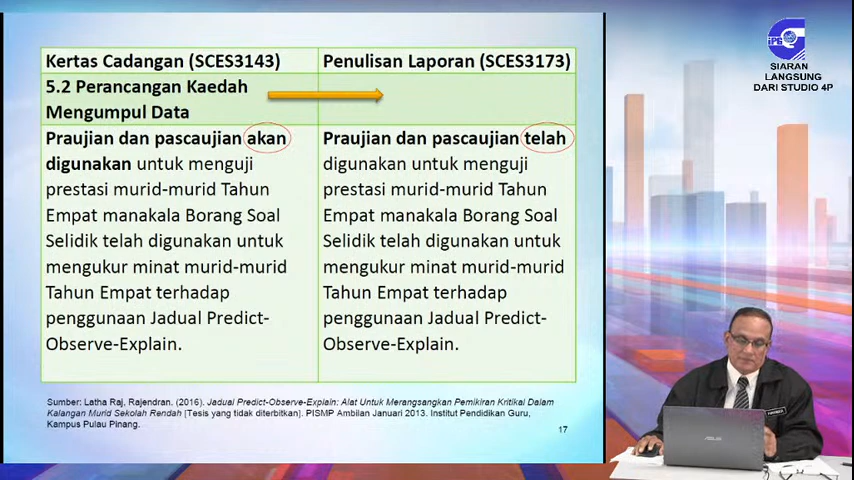 Kertas Cadangan (SCES3143)
Penulisan Laporan (SCES3173)
5.2 Perancangan Kaedah
Mengumpul Data
Praujian dan pascaujian akan
digunakan untuk menguji
prestasi murid-murid Tahun
Empat manakala Borang Soal
Selidik telah digunakan untuk
mengukur minat murid-murid
Tahun Empat terhadap
penggunaan Jadual Predict-
Observe-Explain.
Praujian dan pascaujian telah
digunakan untuk menguji
prestasi murid-murid Tahun
Empat manakala Borang Soal
Selidik telah digunakan untuk
mengukur minat murid-murid
Tahun Empat terhadap
penggunaan Jadual Predict-
Observe-Explain.
Sumber: Latha Raj, Rajendran. (2016). Jadual Predict-Observe-Explain: Alat Untuk Merangsangkan Pemikiran Kritikal Dalam
Kalangan Murid Sekolah Rendah [Tesis yang tidak diterbitkan]. PISMP Ambilan Januari 2013. Institut Pendidikan Guru,
Kampus Pulau Pinang.
17
SIARAN
LANGSUNG
DARI STUDIO 4P
ASUS